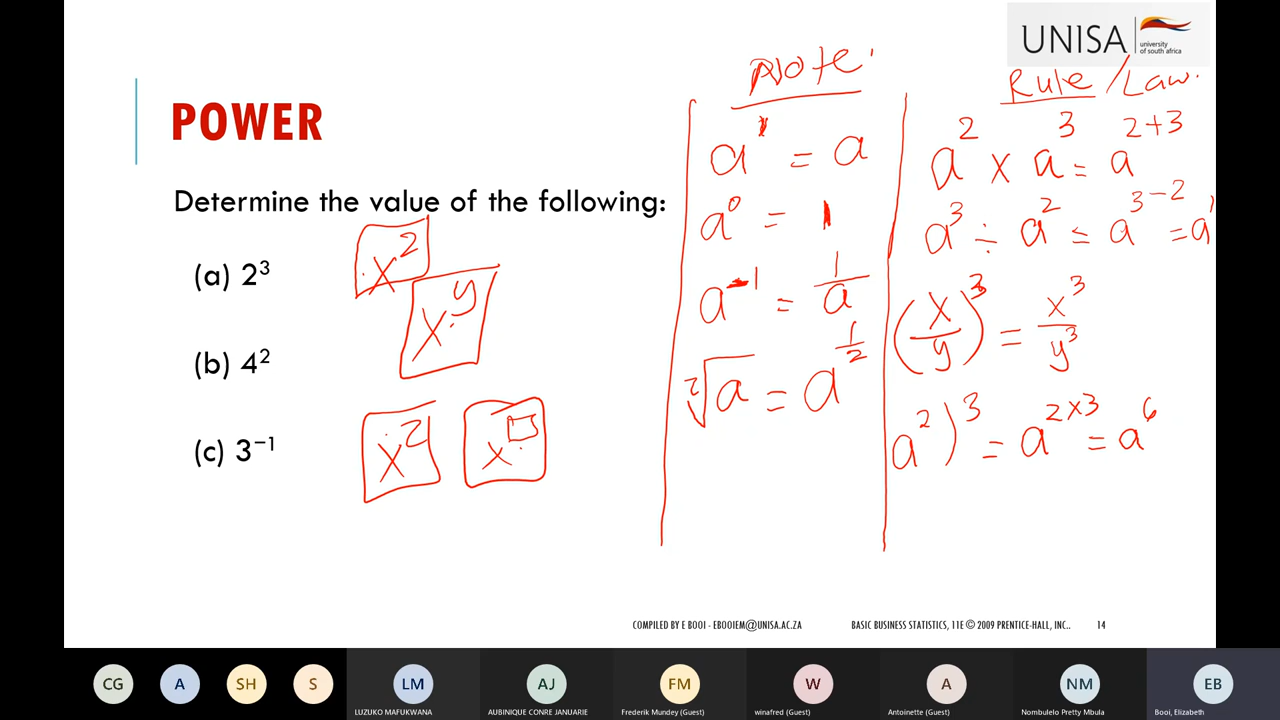 UNISA
university
of south africa
POWER
Determine the value of the following:
(a) 2³
(b) 4²
(c) 3⁻¹
x²
xʸ
x²
x□
Note
a¹ = a
a⁰ = 1
a⁻¹ = 1/a
²√a = a^(1/2)
Rule / Law.
a² × a³ = a²⁺³
a³ ÷ a² = a³⁻² = a¹
(x/y)³ = x³/y³
a²)³ = a²ˣ³ = a⁶
COMPILED BY E BOOI - EBOOIEM@UNISA.AC.ZA
BASIC BUSINESS STATISTICS, 11E © 2009 PRENTICE-HALL, INC..
14
CG
A
SH
S
LM
LUZUKO MAFUKWANA
AJ
AUBINIQUE CONRE JANUARIE
FM
Frederik Mundey (Guest)
W
winafred (Guest)
A
Antoinette (Guest)
NM
Nombulelo Pretty Mbula
EB
Booi, Elizabeth